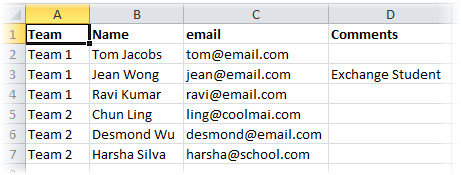 A B C D
1 Team Name email Comments
2 Team 1 Tom Jacobs tom@email.com
3 Team 1 Jean Wong jean@email.com Exchange Student
4 Team 1 Ravi Kumar ravi@email.com
5 Team 2 Chun Ling ling@coolmai.com
6 Team 2 Desmond Wu desmond@email.com
7 Team 2 Harsha Silva harsha@school.com